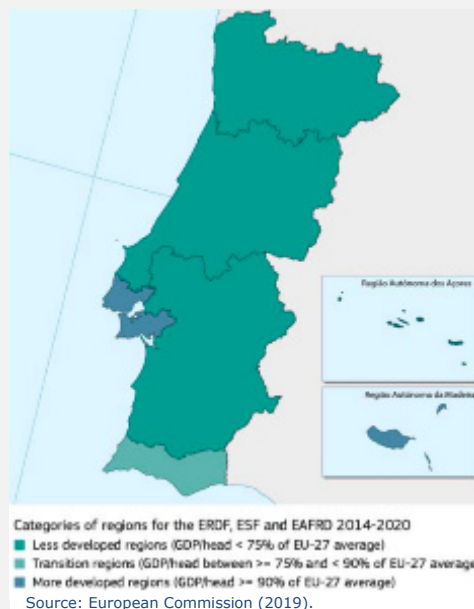 Região Autónoma dos Açores
Região Autónoma da Madeira
Categories of regions for the ERDF, ESF and EAFRD 2014-2020
Less developed regions (GDP/head < 75% of EU-27 average)
Transition regions (GDP/head between >= 75% and < 90% of EU-27 average
More developed regions (GDP/head >= 90% of EU-27 average)
Source: European Commission (2019).